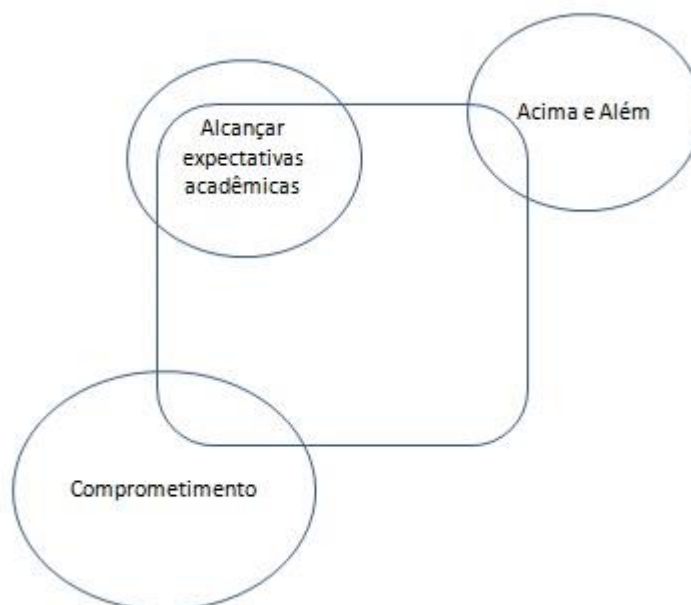 Alcançar
expectativas
acadêmicas
Acima e Além
Comprometimento